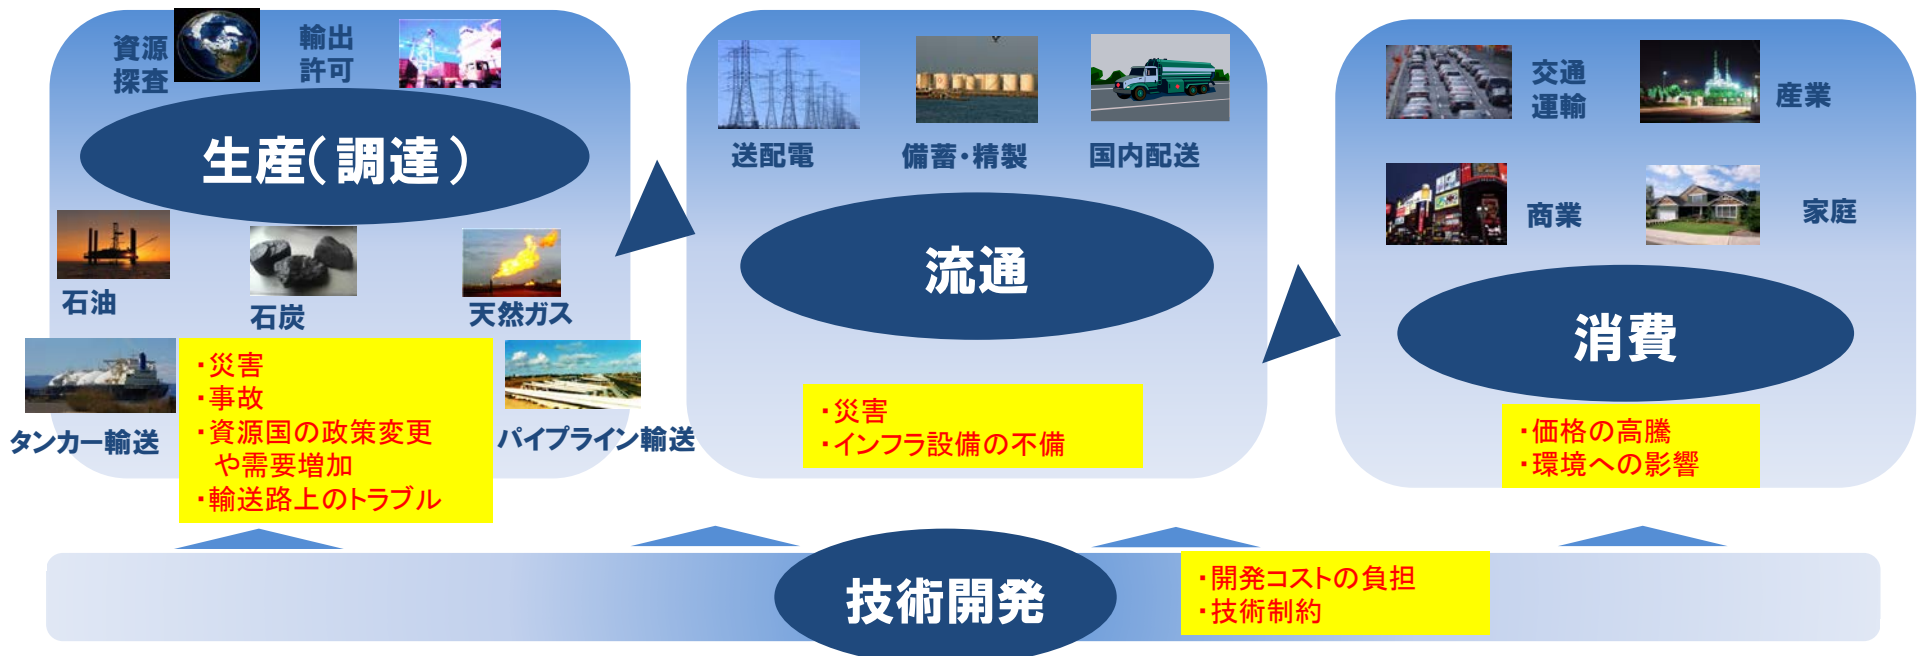 資源
探査
輸出
許可
生産(調達)
石油
石炭
天然ガス
タンカー輸送
パイプライン輸送
・災害
・事故
・資源国の政策変更
や需要増加
・輸送路上のトラブル
送配電
備蓄・精製
国内配送
流通
・災害
・インフラ設備の不備
交通
運輸
産業
商業
家庭
消費
・価格の高騰
・環境への影響
技術開発
・開発コストの負担
・技術制約